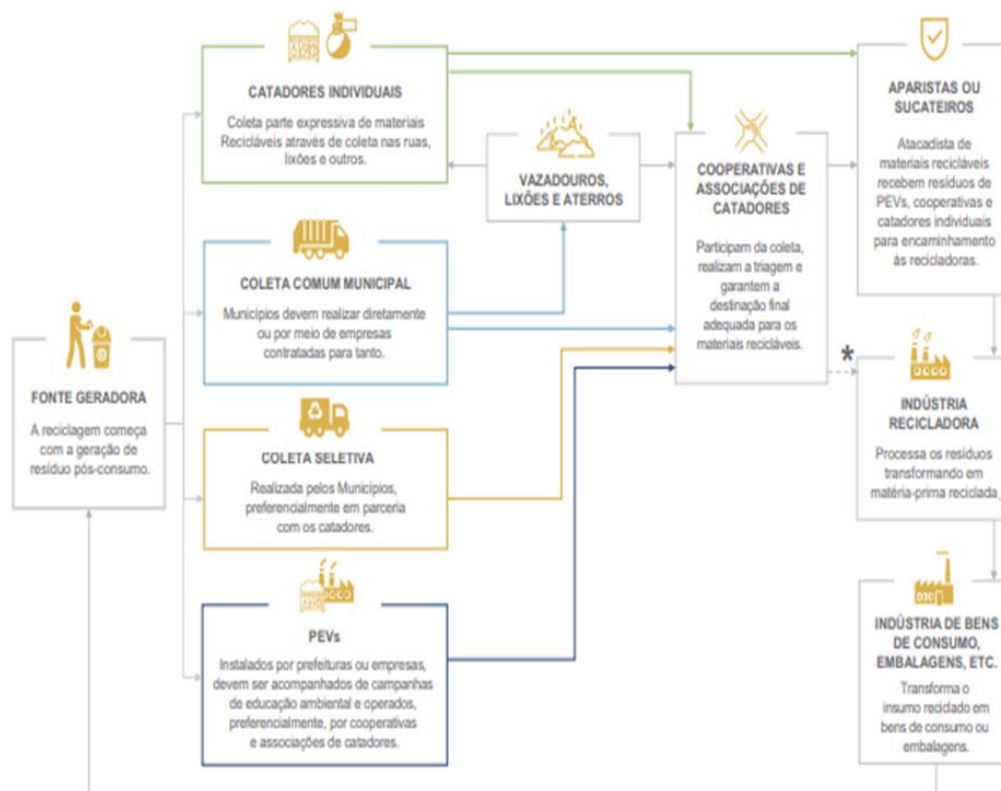 FONTE GERADORA
A reciclagem começa
com a geração de
resíduo pós-consumo.
CATADORES INDIVIDUAIS
Coleta parte expressiva de materiais
Recicláveis através de coleta nas ruas,
lixões e outros.
COLETA COMUM MUNICIPAL
Municípios devem realizar diretamente
ou por meio de empresas
contratadas para tanto.
COLETA SELETIVA
Realizada pelos Municípios,
preferencialmente em parceria
com os catadores.
PEVs
Instalados por prefeituras ou empresas,
devem ser acompanhados de campanhas
de educação ambiental e operados,
preferencialmente, por cooperativas
e associações de catadores.
VAZADOUROS,
LIXÕES E ATERROS
COOPERATIVAS E
ASSOCIAÇÕES DE
CATADORES
Participam da coleta,
realizam a triagem e
garantem a
destinação final
adequada para os
materiais recicláveis.
*
APARISTAS OU
SUCATEIROS
Atacadista de
materiais recicláveis
recebem resíduos de
PEVs, cooperativas e
catadores individuais
para encaminhamento
às recicladoras.
INDÚSTRIA
RECICLADORA
Processa os resíduos
transformando em
matéria-prima reciclada,
INDÚSTRIA DE BENS
DE CONSUMO,
EMBALAGENS, ETC.
Transforma o
insumo reciclado em
bens de consumo ou
embalagens.